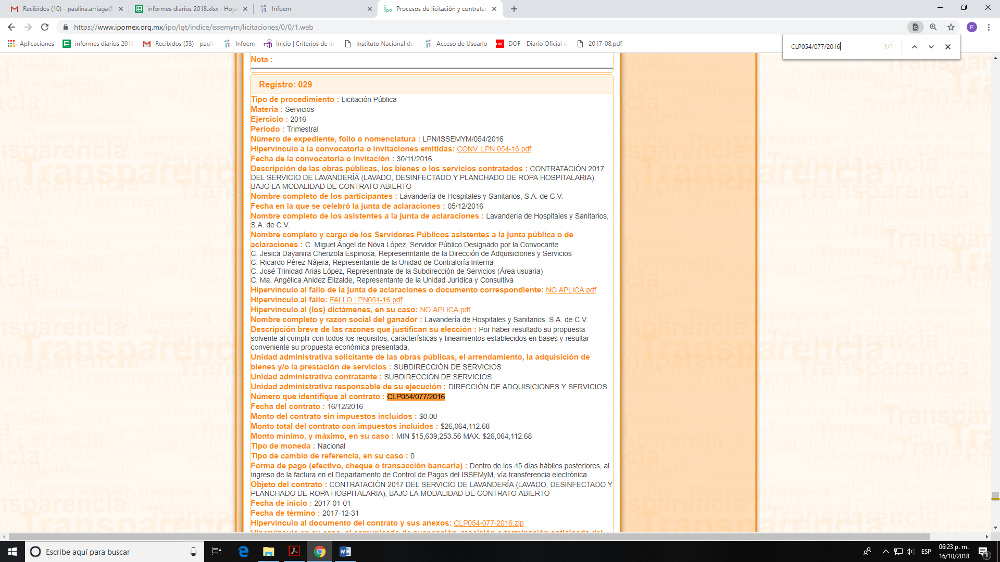 Recibidos (10) - paulina.arriaga@
informes diarios 2018.xlsx - Hoja
Infoem
Procesos de licitación y contratac
https://www.ipomex.org.mx/ipo/lgt/indice/issemym/licitaciones/0/0/1.web
P
Aplicaciones
informes diarios 2018
Recibidos (53) - pauli
Infoem
Inicio | Criterios de In
Instituto Nacional de
Acceso de Usuario
DOF - Diario Oficial d
2017-08.pdf
CLP054/077/2016
1/1
Nota :
Registro: 029
Tipo de procedimiento : Licitación Pública
Materia : Servicios
Ejercicio : 2016
Periodo : Trimestral
Número de expediente, folio o nomenclatura : LPN/ISSEMYM/054/2016
Hipervínculo a la convocatoria o invitaciones emitidas: CONV. LPN 054-16.pdf
Fecha de la convocatoria o invitación : 30/11/2016
Descripción de las obras públicas, los bienes o los servicios contratados : CONTRATACIÓN 2017
DEL SERVICIO DE LAVANDERÍA (LAVADO, DESINFECTADO Y PLANCHADO DE ROPA HOSPITALARIA),
BAJO LA MODALIDAD DE CONTRATO ABIERTO
Nombre completo de los participantes : Lavandería de Hospitales y Sanitarios, S.A. de C.V.
Fecha en la que se celebró la junta de aclaraciones : 05/12/2016
Nombre completo de los asistentes a la junta de aclaraciones : Lavandería de Hospitales y Sanitarios,
S.A. de C.V.
Nombre completo y cargo de los Servidores Públicos asistentes a la junta pública o de
aclaraciones : C. Miguel Ángel de Nova López, Servidor Público Designado por la Convocante
C. Jesica Dayanira Cherizola Espinosa, Represenntante de la Dirección de Adquisiciones y Servicios
C. Ricardo Pérez Nájera, Representante de la Unidad de Contraloría Interna
C. José Trinidad Arias López, Representnate de la Subdirección de Servicios (Área usuaria)
C. Ma. Angélica Anidez Elizalde, Representante de la Unidad Jurídica y Consultiva
Hipervínculo al fallo de la junta de aclaraciones o documento correspondiente: NO APLICA.pdf
Hipervínculo al fallo: FALLO LPN054-16.pdf
Hipervínculo al (los) dictámenes, en su caso: NO APLICA.pdf
Nombre completo y razon social del ganador : Lavandería de Hospitales y Sanitarios, S.A. de C.V.
Descripción breve de las razones que justifican su elección : Por haber resultado su propuesta
solvente al cumplir con todos los requisitos, características y lineamientos establecidos en bases y resultar
conveniente su propuesta económica presentada.
Unidad administrativa solicitante de las obras públicas, el arrendamiento, la adquisición de
bienes y/o la prestación de servicios : SUBDIRECCIÓN DE SERVICIOS
Unidad administrativa contratante : SUBDIRECCIÓN DE SERVICIOS
Unidad administrativa responsable de su ejecución : DIRECCIÓN DE ADQUISICIONES Y SERVICIOS
Número que identifique al contrato : CLP054/077/2016
Fecha del contrato : 16/12/2016
Monto del contrato sin impuestos incluidos : $0.00
Monto total del contrato con impuestos incluidos : $26,064,112.68
Monto mínimo, y máximo, en su caso : MIN $15,639,253.56 MAX. $26,064,112.68
Tipo de moneda : Nacional
Tipo de cambio de referencia, en su caso : 0
Forma de pago (efectivo, cheque o transacción bancaria) : Dentro de los 45 días hábiles posteriores, al
ingreso de la factura en el Departamento de Control de Pagos del ISSEMyM, vía transferencia electrónica.
Objeto del contrato : CONTRATACIÓN 2017 DEL SERVICIO DE LAVANDERÍA (LAVADO, DESINFECTADO Y
PLANCHADO DE ROPA HOSPITALARIA), BAJO LA MODALIDAD DE CONTRATO ABIERTO
Fecha de inicio : 2017-01-01
Fecha de término : 2017-12-31
Hipervínculo al documento del contrato y sus anexos: CLP054-077-2016.zip
Hipervínculo en su caso, al comunicado de suspensión, rescisión o terminación anticipada del
Escribe aquí para buscar
ESP
06:23 p. m.
16/10/2018
1